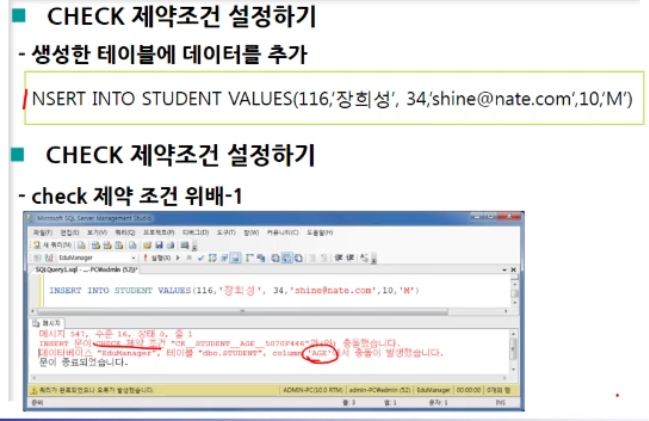 CHECK 제약조건 설정하기
- 생성한 테이블에 데이터를 추가
INSERT INTO STUDENT VALUES(116,'장희성', 34,'shine@nate.com',10,'M')
CHECK 제약조건 설정하기
- check 제약 조건 위배-1
Microsoft SQL Server Management Studio
파일(F) 편집(E) 보기(V) 쿼리(Q) 프로젝트(P) 디버그(D) 도구(T) 창(W) 커뮤니티(C) 도움말(H)
새 쿼리(N)
EduManager 실행(X)
SQLQuery1.sql - ...-PC\admin (52))*
INSERT INTO STUDENT VALUES(116,'장희성', 34,'shine@nate.com',10,'M')
메시지
메시지 547, 수준 16, 상태 0, 줄 1
INSERT 문이 CHECK 제약 조건 충돌했습니다.
데이터베이스 "EduManager", 테이블 "dbo.STUDENT", column 'AGE'에서 충돌이 발생했습니다.
문이 종료되었습니다.
쿼리가 완료되었으나 오류가 발생했습니다. ADMIN-PC(10.0 RTM) admin-PC\admin (52) EduManager 00:00:00 0개의 행
준비 줄: 3 열: 1 문자: 1 INS